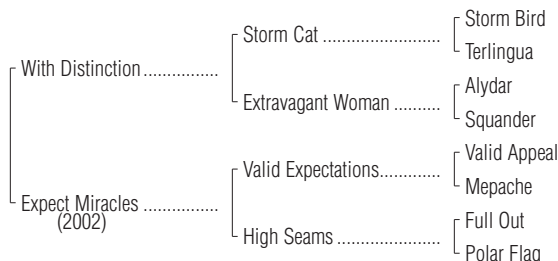 Storm Bird
Storm Cat ........................
Terlingua
With Distinction ...............
Alydar
Extravagant Woman ..........
Squander
Valid Appeal
Valid Expectations.............
Mepache
Expect Miracles ...............
(2002)
Full Out
High Seams .....................
Polar Flag